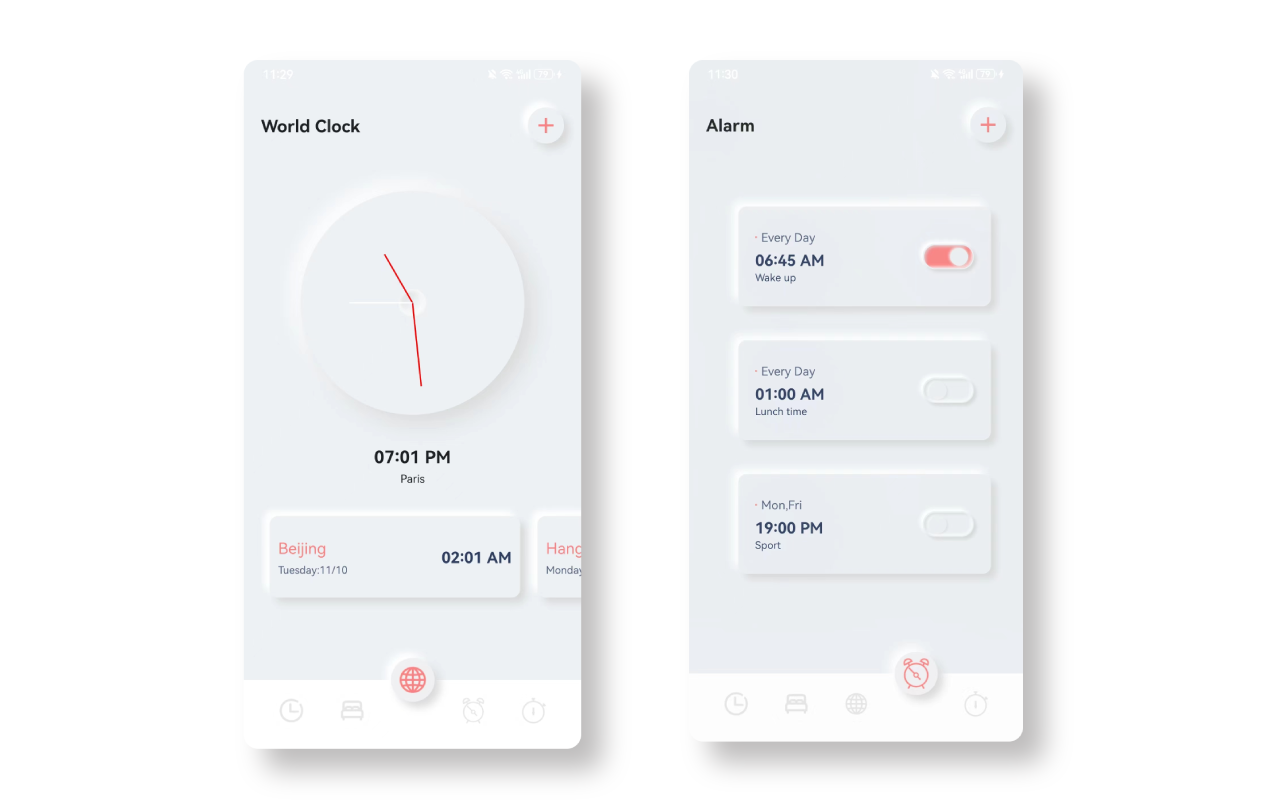 11:29
79
World Clock
07:01 PM
Paris
Beijing
02:01 AM
Tuesday:11/10
Hang
Monday
11:30
79
Alarm
· Every Day
06:45 AM
Wake up
· Every Day
01:00 AM
Lunch time
· Mon,Fri
19:00 PM
Sport